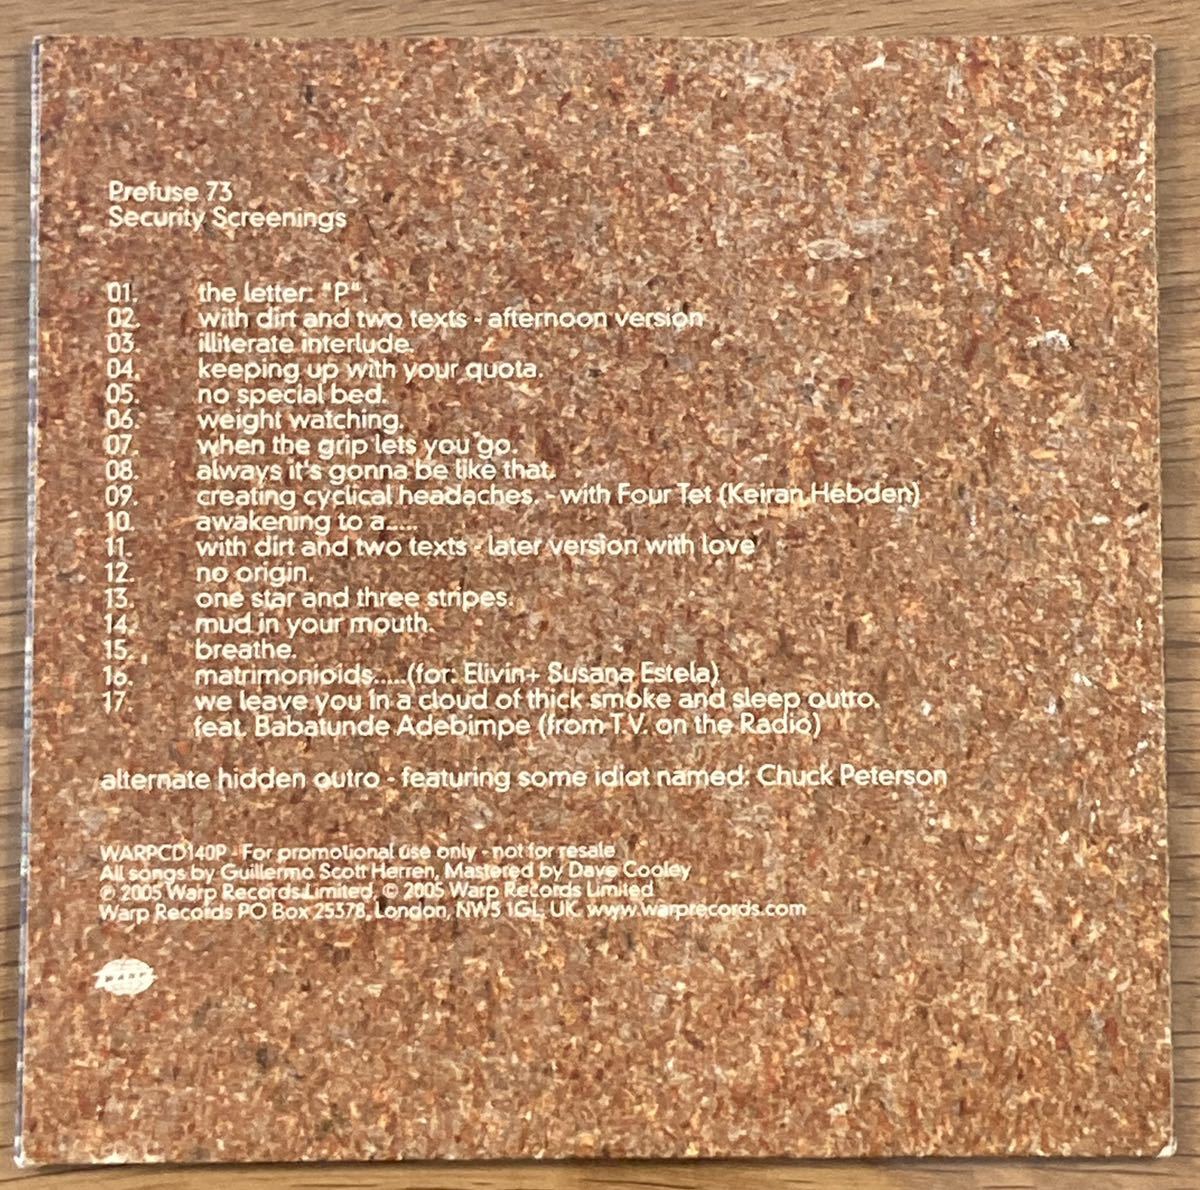 Prefuse 73
Security Screenings
01. the letter: "P".
02. with dirt and two texts - afternoon version
03. illiterate interlude.
04. keeping up with your quota.
05. no special bed.
06. weight watching.
07. when the grip lets you go.
08. always it's gonna be like that.
09. creating cyclical headaches. - with Four Tet (Keiran Hebden)
10. awakening to a.....
11. with dirt and two texts - later version with love
12. no origin.
13. one star and three stripes.
14. mud in your mouth.
15. breathe.
16. matrimonioids.....(for: Elivin+ Susana Estela)
17. we leave you in a cloud of thick smoke and sleep outro.
feat. Babatunde Adebimpe (from T.V. on the Radio)
alternate hidden outro - featuring some idiot named: Chuck Peterson
WARPCD140P - For promotional use only - not for resale
All songs by Guillermo Scott Herren, Mastered by Dave Cooley
℗ 2005 Warp Records Limited, © 2005 Warp Records Limited
Warp Records PO Box 25378, London, NW5 1GL, UK. www.warprecords.com
WARP